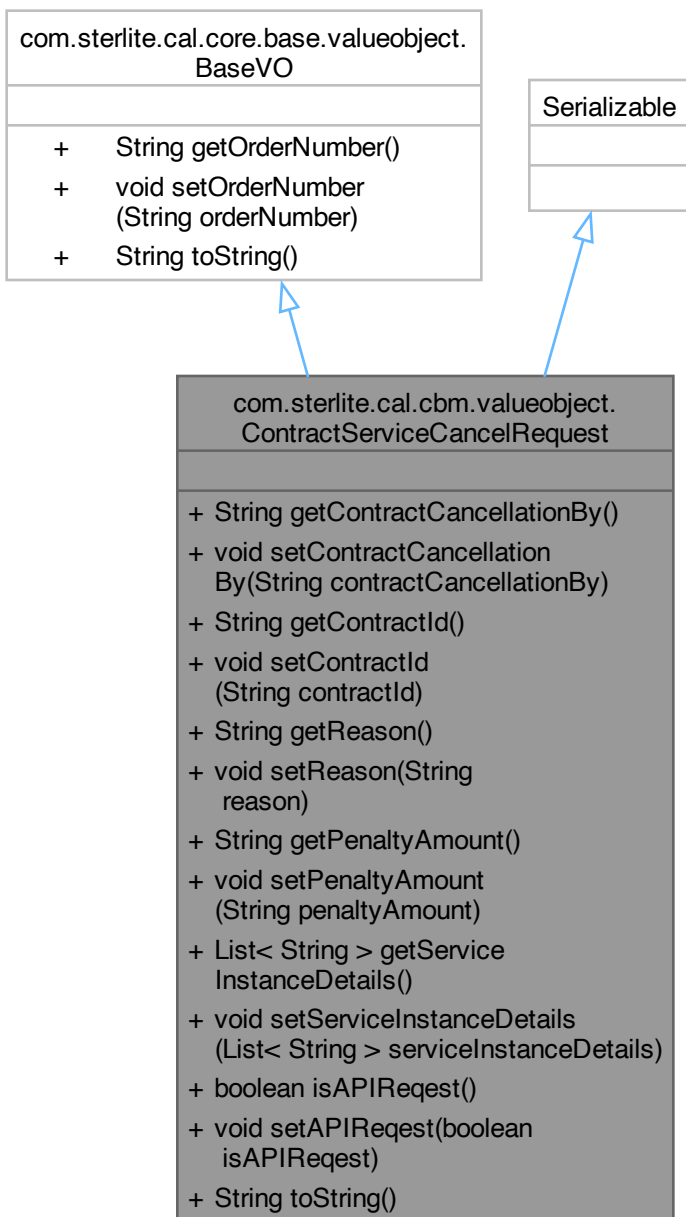 com.sterlite.cal.core.base.valueobject.
BaseVO
+ String getOrderNumber()
+ void setOrderNumber
(String orderNumber)
+ String toString()
Serializable
com.sterlite.cal.cbm.valueobject.
ContractServiceCancelRequest
+ String getContractCancellationBy()
+ void setContractCancellation
By(String contractCancellationBy)
+ String getContractId()
+ void setContractId
(String contractId)
+ String getReason()
+ void setReason(String
reason)
+ String getPenaltyAmount()
+ void setPenaltyAmount
(String penaltyAmount)
+ List< String > getService
InstanceDetails()
+ void setServiceInstanceDetails
(List< String > serviceInstanceDetails)
+ boolean isAPIReqest()
+ void setAPIReqest(boolean
isAPIReqest)
+ String toString()